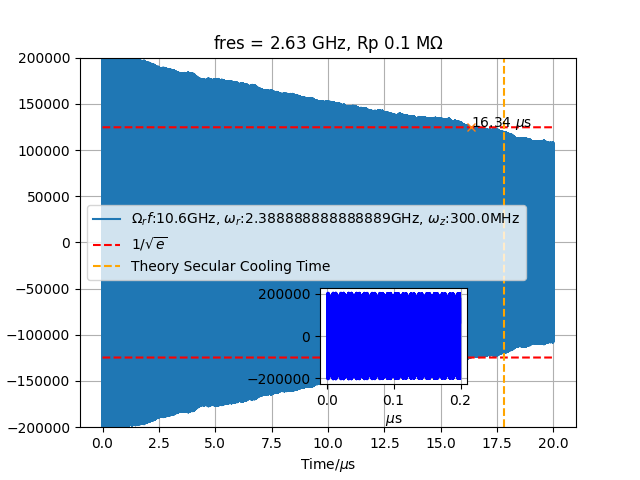 fres = 2.63 GHz, Rp 0.1 MΩ
200000
150000
100000
50000
0
−50000
−100000
−150000
−200000
16.34 μs
Ω_r f:10.6GHz, ω_r:2.388888888888889GHz, ω_z:300.0MHz
1/√e
Theory Secular Cooling Time
200000
0
−200000
0.0 0.1 0.2
μs
0.0 2.5 5.0 7.5 10.0 12.5 15.0 17.5 20.0
Time/μs